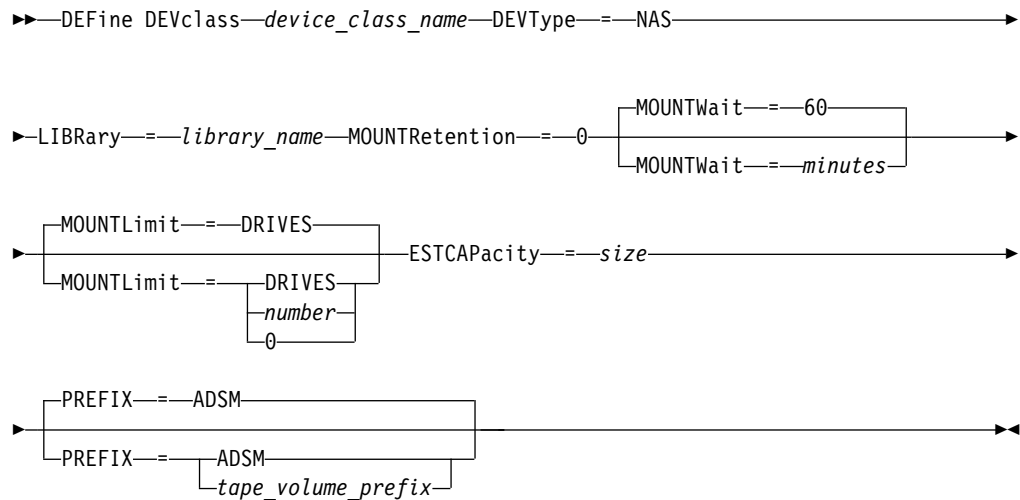 DEFine DEVclass device_class_name DEVType = NAS
MOUNTWait = 60
LIBRary = library_name MOUNTRetention = 0
MOUNTWait = minutes
MOUNTLimit = DRIVES
ESTCAPacity = size
MOUNTLimit = DRIVES
number
0
PREFIX = ADSM
PREFIX = ADSM
tape_volume_prefix